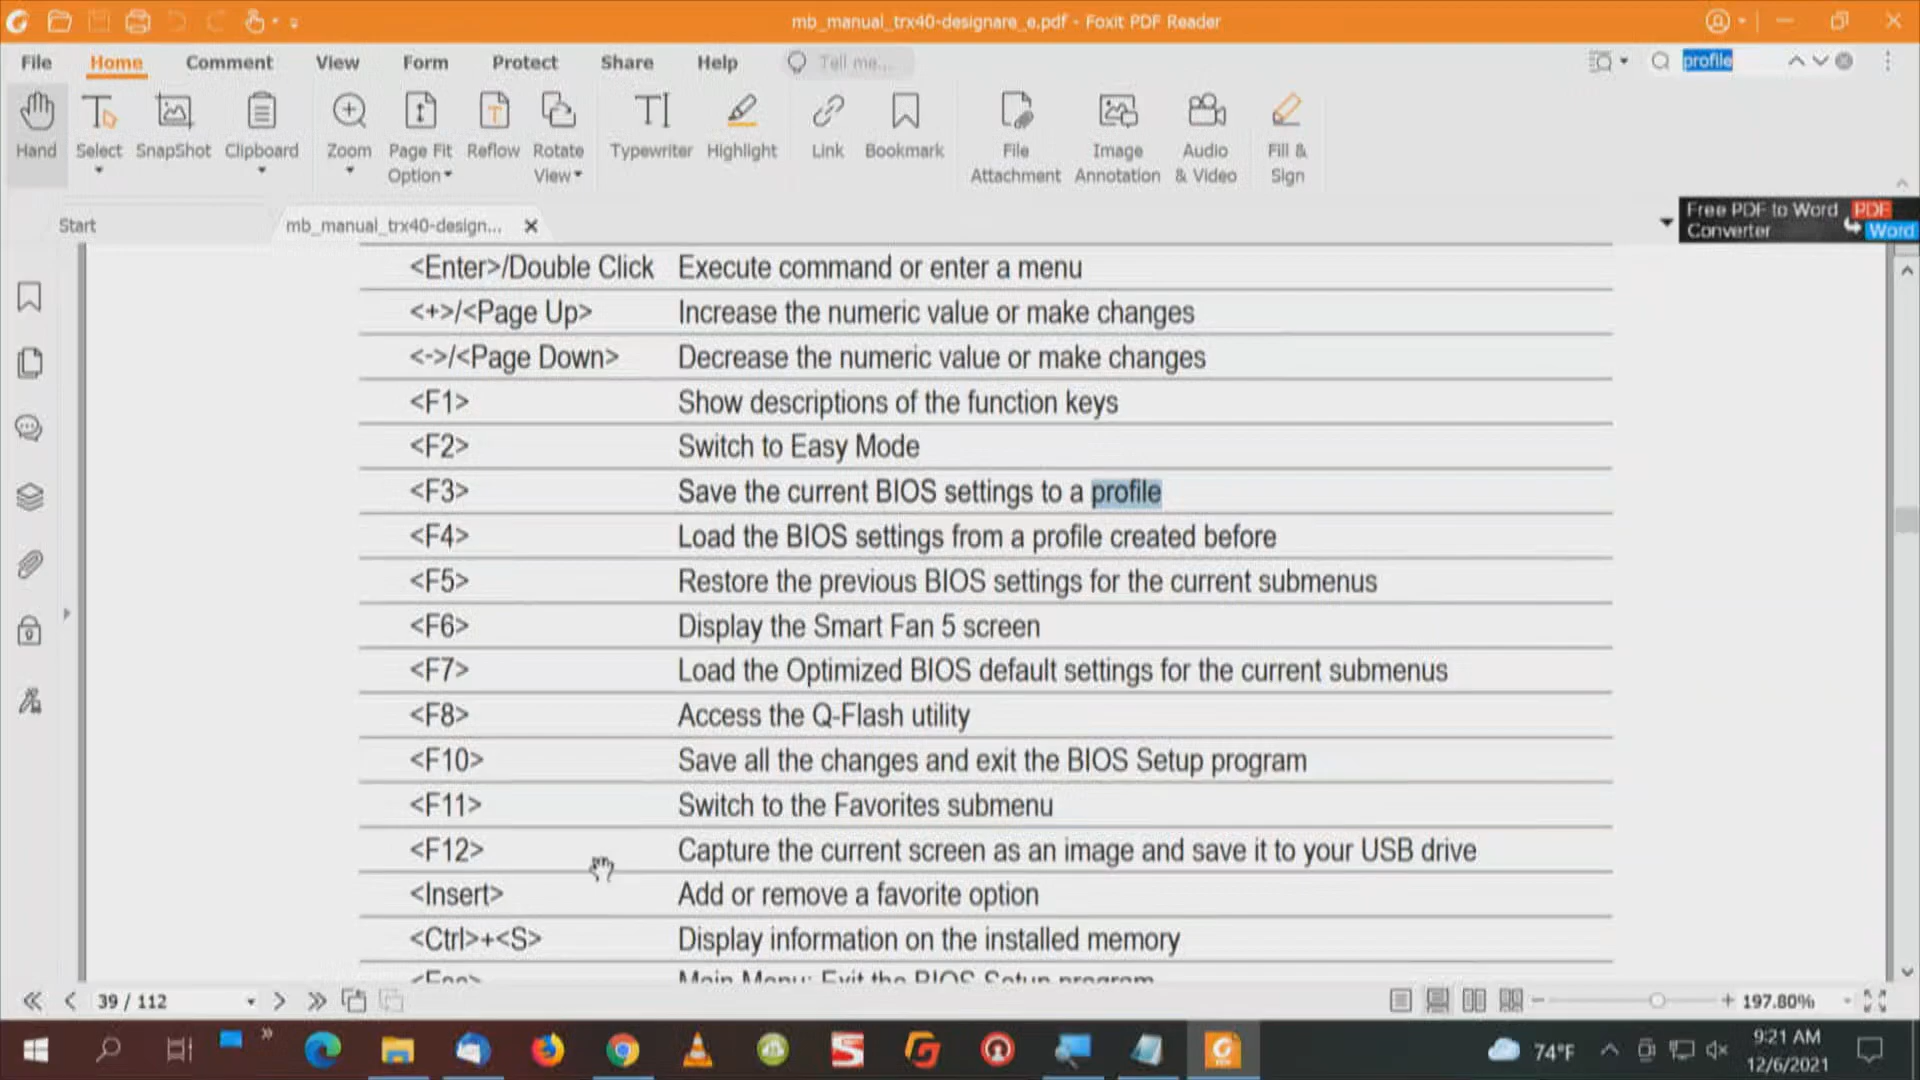 mb_manual_trx40-designare_e.pdf - Foxit PDF Reader
File Home Comment View Form Protect Share Help Tell me... profile
Hand Select SnapShot Clipboard Zoom Page Fit Option Reflow Rotate View Typewriter Highlight Link Bookmark File Attachment Image Annotation Audio & Video Fill & Sign
Free PDF to Word Converter PDF Word
Start mb_manual_trx40-design...
<Enter>/Double Click Execute command or enter a menu
<+>/<Page Up> Increase the numeric value or make changes
<->/<Page Down> Decrease the numeric value or make changes
<F1> Show descriptions of the function keys
<F2> Switch to Easy Mode
<F3> Save the current BIOS settings to a profile
<F4> Load the BIOS settings from a profile created before
<F5> Restore the previous BIOS settings for the current submenus
<F6> Display the Smart Fan 5 screen
<F7> Load the Optimized BIOS default settings for the current submenus
<F8> Access the Q-Flash utility
<F10> Save all the changes and exit the BIOS Setup program
<F11> Switch to the Favorites submenu
<F12> Capture the current screen as an image and save it to your USB drive
<Insert> Add or remove a favorite option
<Ctrl>+<S> Display information on the installed memory
<Esc> Main Menu: Exit the BIOS Setup program
39 / 112 197.80%
74°F 9:21 AM
12/6/2021